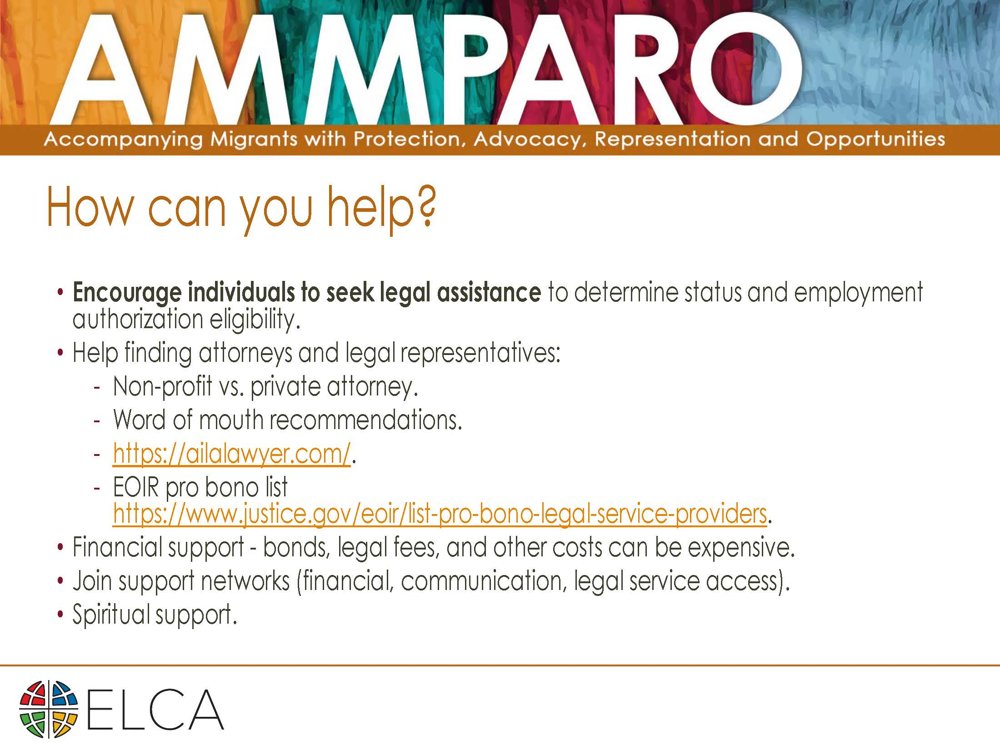 AMMPARO
Accompanying Migrants with Protection, Advocacy, Representation and Opportunities
How can you help?
• Encourage individuals to seek legal assistance to determine status and employment
authorization eligibility.
• Help finding attorneys and legal representatives:
- Non-profit vs. private attorney.
- Word of mouth recommendations.
- https://ailalawyer.com/.
- EOIR pro bono list
https://www.justice.gov/eoir/list-pro-bono-legal-service-providers.
• Financial support - bonds, legal fees, and other costs can be expensive.
• Join support networks (financial, communication, legal service access).
• Spiritual support.
ELCA